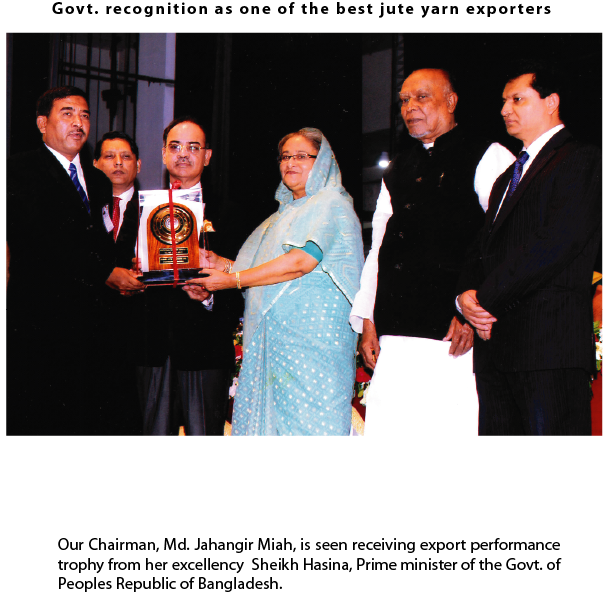 Govt. recognition as one of the best jute yarn exporters
Our Chairman, Md. Jahangir Miah, is seen receiving export performance
trophy from her excellency Sheikh Hasina, Prime minister of the Govt. of
Peoples Republic of Bangladesh.